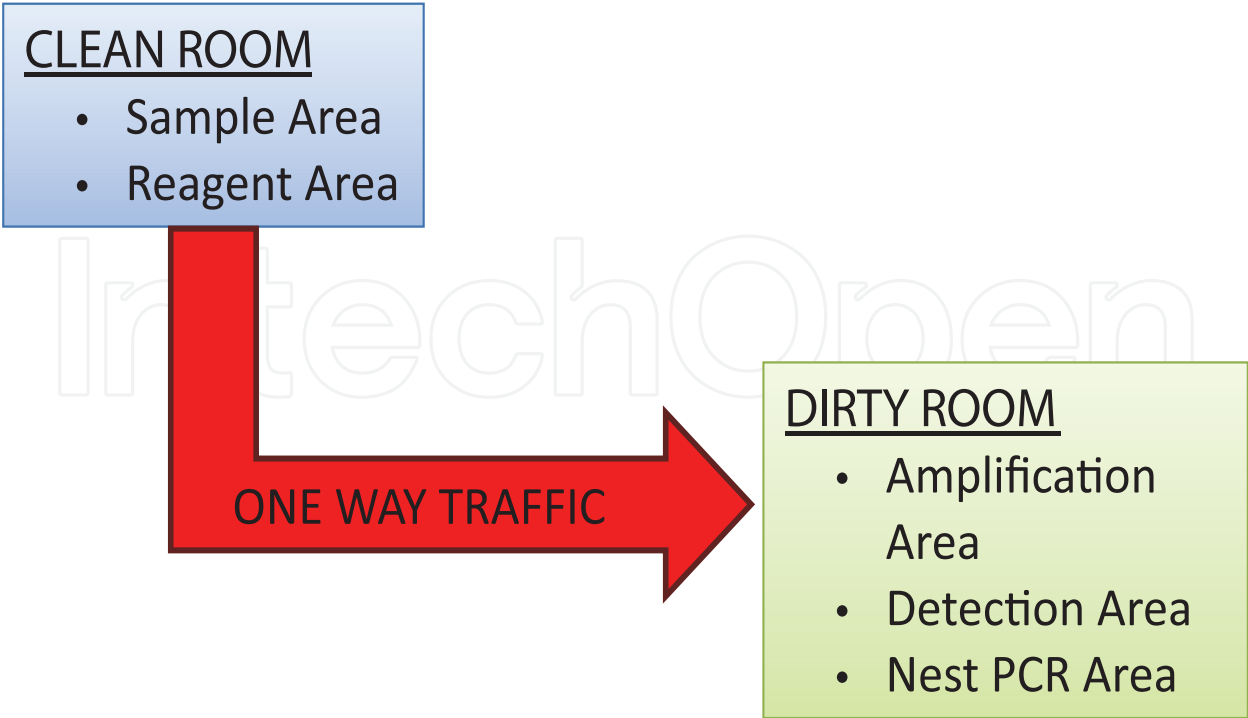 CLEAN ROOM
• Sample Area
• Reagent Area
IntechOpen
ONE WAY TRAFFIC
DIRTY ROOM
• Amplification
Area
• Detection Area
• Nest PCR Area